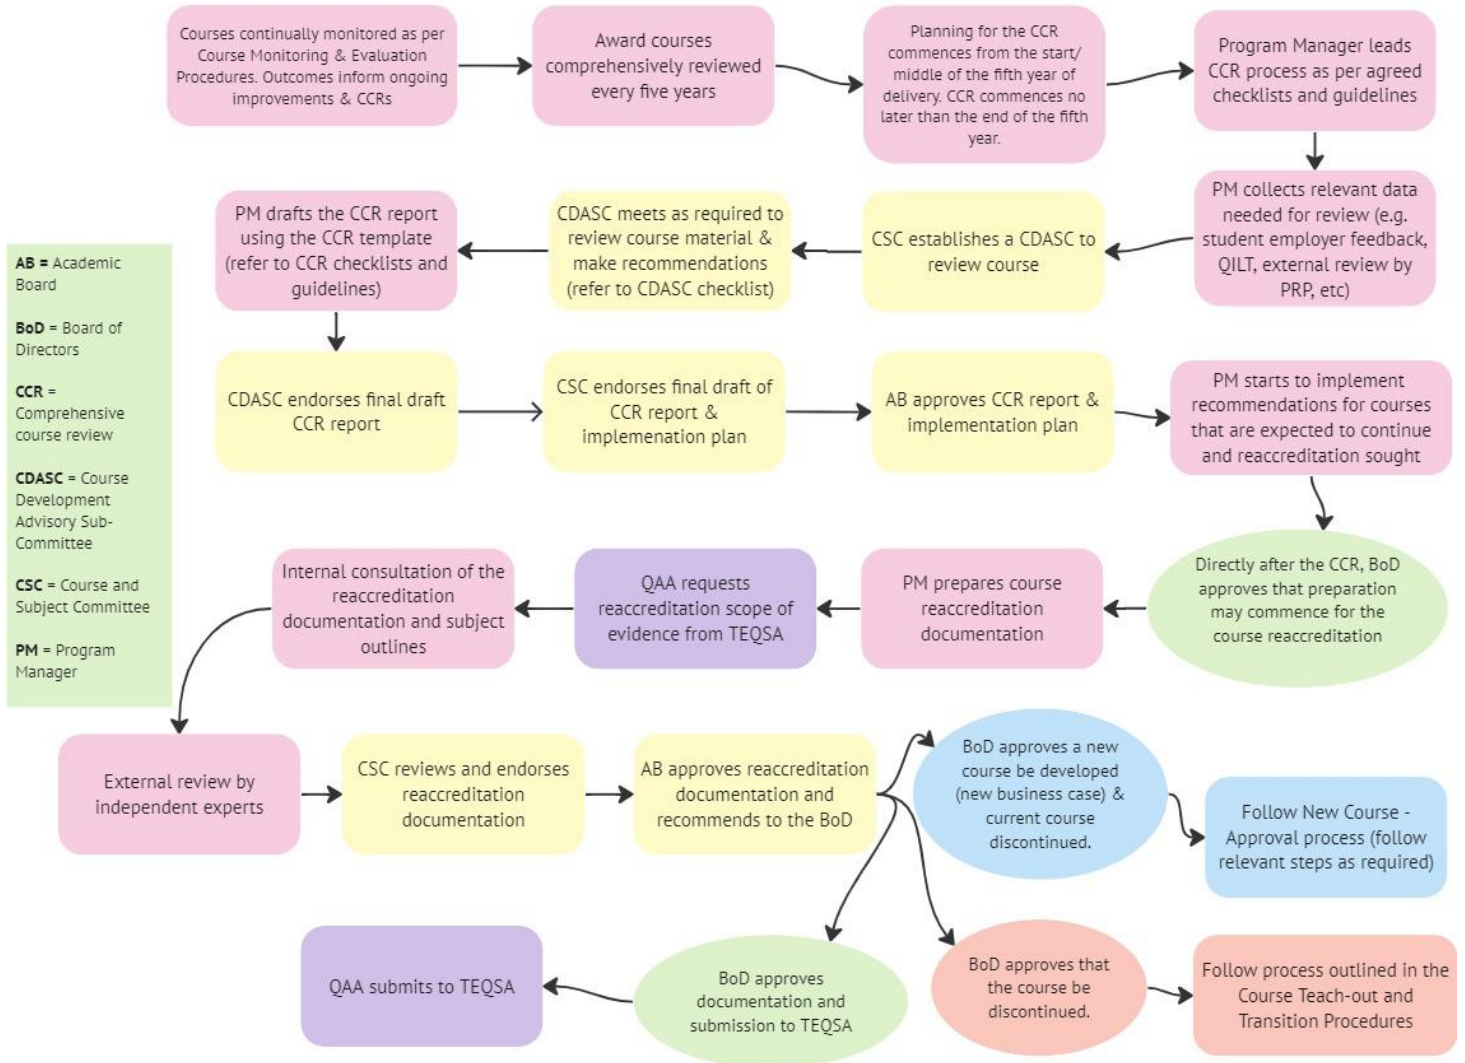 Courses continually monitored as per
Course Monitoring & Evaluation
Procedures. Outcomes inform ongoing
improvements & CCRs
Award courses
comprehensively reviewed
every five years
Planning for the CCR
commences from the start/
middle of the fifth year of
delivery. CCR commences no
later than the end of the fifth
year.
Program Manager leads
CCR process as per agreed
checklists and guidelines
PM collects relevant data
needed for review (e.g.
student employer feedback,
QILT, external review by
PRP, etc)
CSC establishes a CDASC to
review course
CDASC meets as required to
review course material &
make recommendations
(refer to CDASC checklist)
PM drafts the CCR report
using the CCR template
(refer to CCR checklists and
guidelines)
AB = Academic
Board
BoD = Board of
Directors
CCR =
Comprehensive
course review
CDASC = Course
Development
Advisory Sub-
Committee
CSC = Course and
Subject Committee
PM = Program
Manager
CDASC endorses final draft
CCR report
CSC endorses final draft of
CCR report &
implemenation plan
AB approves CCR report &
implementation plan
PM starts to implement
recommendations for courses
that are expected to continue
and reaccreditation sought
Directly after the CCR, BoD
approves that preparation
may commence for the
course reaccreditation
PM prepares course
reaccreditation
documentation
QAA requests
reaccreditation scope of
evidence from TEQSA
Internal consultation of the
reaccreditation
documentation and subject
outlines
External review by
independent experts
CSC reviews and endorses
reaccreditation
documentation
AB approves reaccreditation
documentation and
recommends to the BoD
BoD approves a new
course be developed
(new business case) &
current course
discontinued.
Follow New Course -
Approval process (follow
relevant steps as required)
QAA submits to TEQSA
BoD approves
documentation and
submission to TEQSA
BoD approves that
the course be
discontinued.
Follow process outlined in the
Course Teach-out and
Transition Procedures